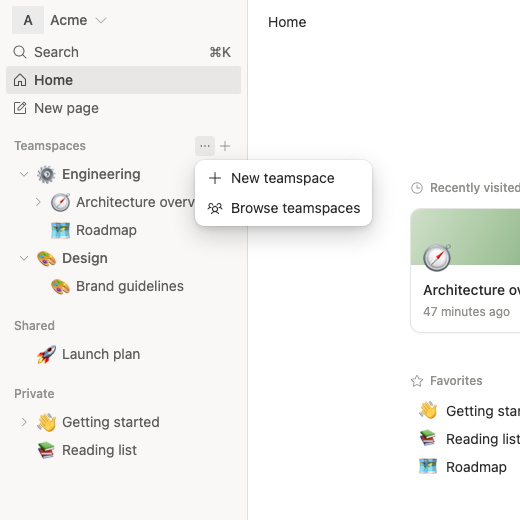 A Acme
Search ⌘K
Home
New page
Teamspaces
Engineering
Architecture overv
Roadmap
Design
Brand guidelines
Shared
Launch plan
Private
Getting started
Reading list
New teamspace
Browse teamspaces
Home
Recently visited
Architecture ov
47 minutes ago
Favorites
Getting star
Reading list
Roadmap